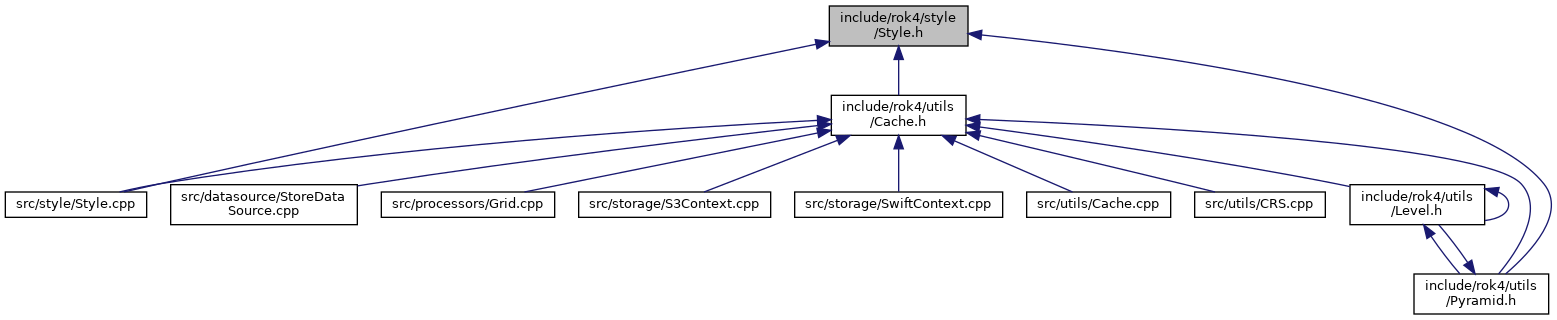 include/rok4/style
/Style.h
include/rok4/utils
/Cache.h
src/style/Style.cpp
src/datasource/StoreData
Source.cpp
src/processors/Grid.cpp
src/storage/S3Context.cpp
src/storage/SwiftContext.cpp
src/utils/Cache.cpp
src/utils/CRS.cpp
include/rok4/utils
/Level.h
include/rok4/utils
/Pyramid.h